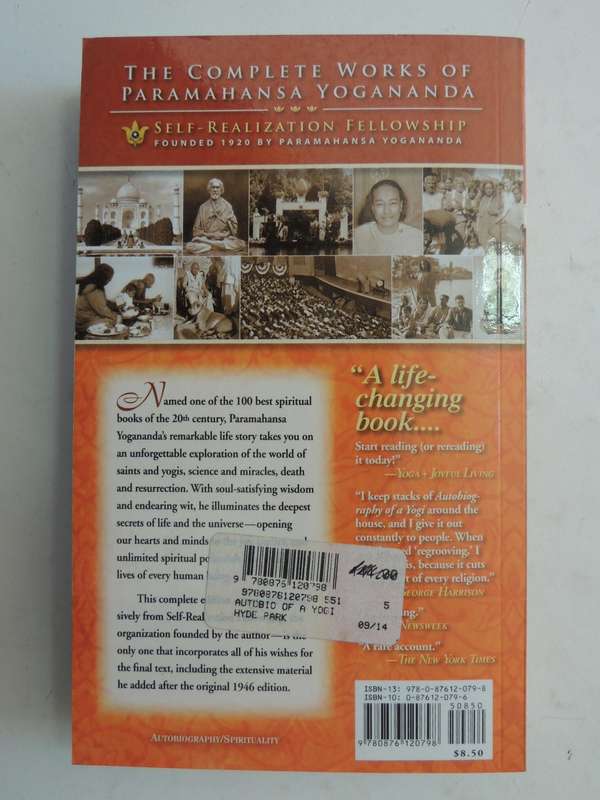 THE COMPLETE WORKS OF
PARAMAHANSA YOGANANDA
SELF-REALIZATION FELLOWSHIP
FOUNDED 1920 BY PARAMAHANSA YOGANANDA
Named one of the 100 best spiritual
books of the 20th century, Paramahansa
Yogananda's remarkable life story takes you on
an unforgettable exploration of the world of
saints and yogis, science and miracles, death
and resurrection. With soul-satisfying wisdom
and endearing wit, he illuminates the deepest
secrets of life and the universe—opening
our hearts and minds
unlimited spiritual
lives of every human
This complete
sively from
organization founded by the author—is the
only one that incorporates all of his wishes for
the final text, including the extensive material
he added after the original 1946 edition.
AUTOBIOGRAPHY/SPIRITUALITY
"A life-
changing
book....
Start reading (or rereading)
it today!"
—YOGA + JOYFUL LIVING
"I keep stacks of Autobiog-
raphy of a Yogi around the
house, and I give it out
constantly to people. When
'regrooving,' I
because it cuts
of every religion."
GEORGE HARRISON
NEWSWEEK
"A rare account."
—THE NEW YORK TIMES
9 780876 120798
9780876120798 551
AUTOBIO OF A YOGI
HYDE PARK
5
09/14
ISBN-13: 978-0-87612-079-8
ISBN-10: 0-87612-079-6
50850
9 780876 120798
$8.50